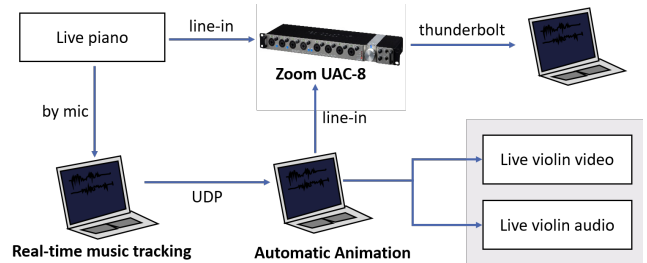 Live piano
line-in
thunderbolt
Zoom UAC-8
by mic
line-in
UDP
Live violin video
Live violin audio
Real-time music tracking
Automatic Animation